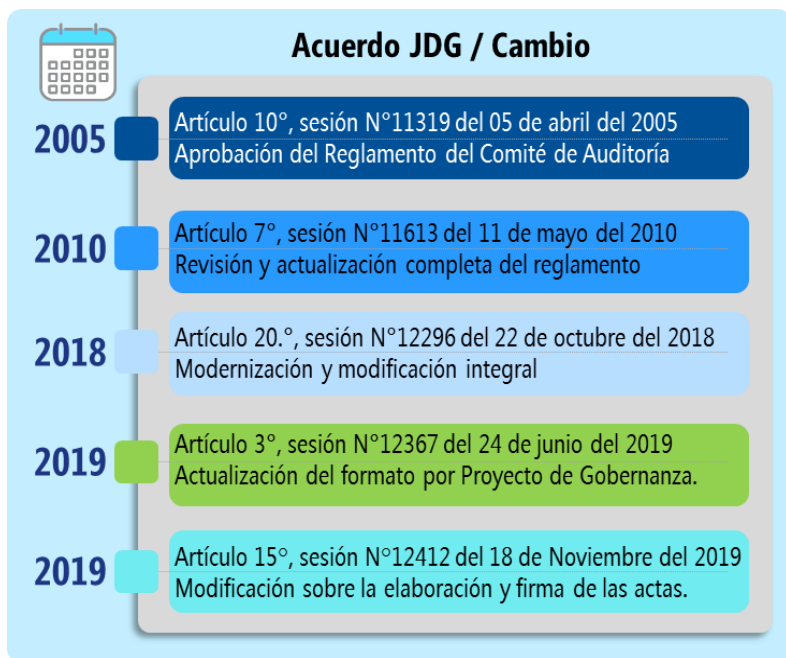 Acuerdo JDG / Cambio
2005
Artículo 10°, sesión N°11319 del 05 de abril del 2005
Aprobación del Reglamento del Comité de Auditoría
2010
Artículo 7°, sesión N°11613 del 11 de mayo del 2010
Revisión y actualización completa del reglamento
2018
Artículo 20.°, sesión N°12296 del 22 de octubre del 2018
Modernización y modificación integral
2019
Artículo 3°, sesión N°12367 del 24 de junio del 2019
Actualización del formato por Proyecto de Gobernanza.
2019
Artículo 15°, sesión N°12412 del 18 de Noviembre del 2019
Modificación sobre la elaboración y firma de las actas.